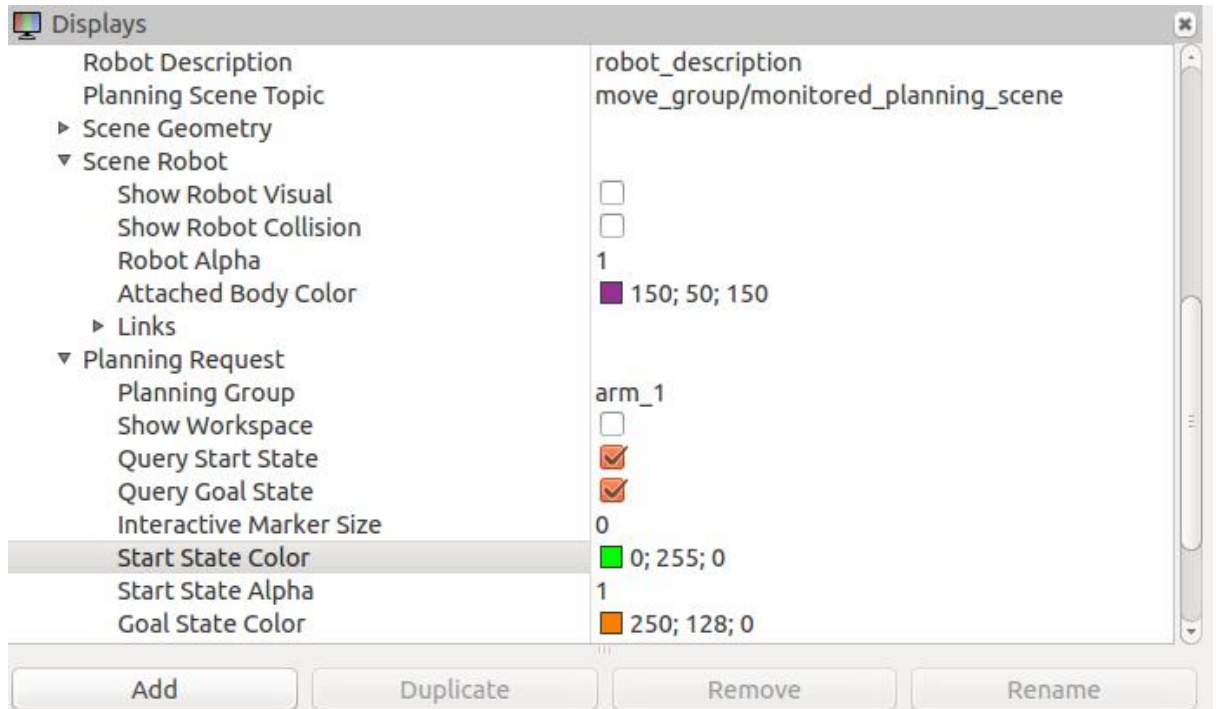 Displays
Robot Description robot_description
Planning Scene Topic move_group/monitored_planning_scene
Scene Geometry
Scene Robot
Show Robot Visual
Show Robot Collision
Robot Alpha 1
Attached Body Color 150; 50; 150
Links
Planning Request
Planning Group arm_1
Show Workspace
Query Start State
Query Goal State
Interactive Marker Size 0
Start State Color 0; 255; 0
Start State Alpha 1
Goal State Color 250; 128; 0
Add Duplicate Remove Rename